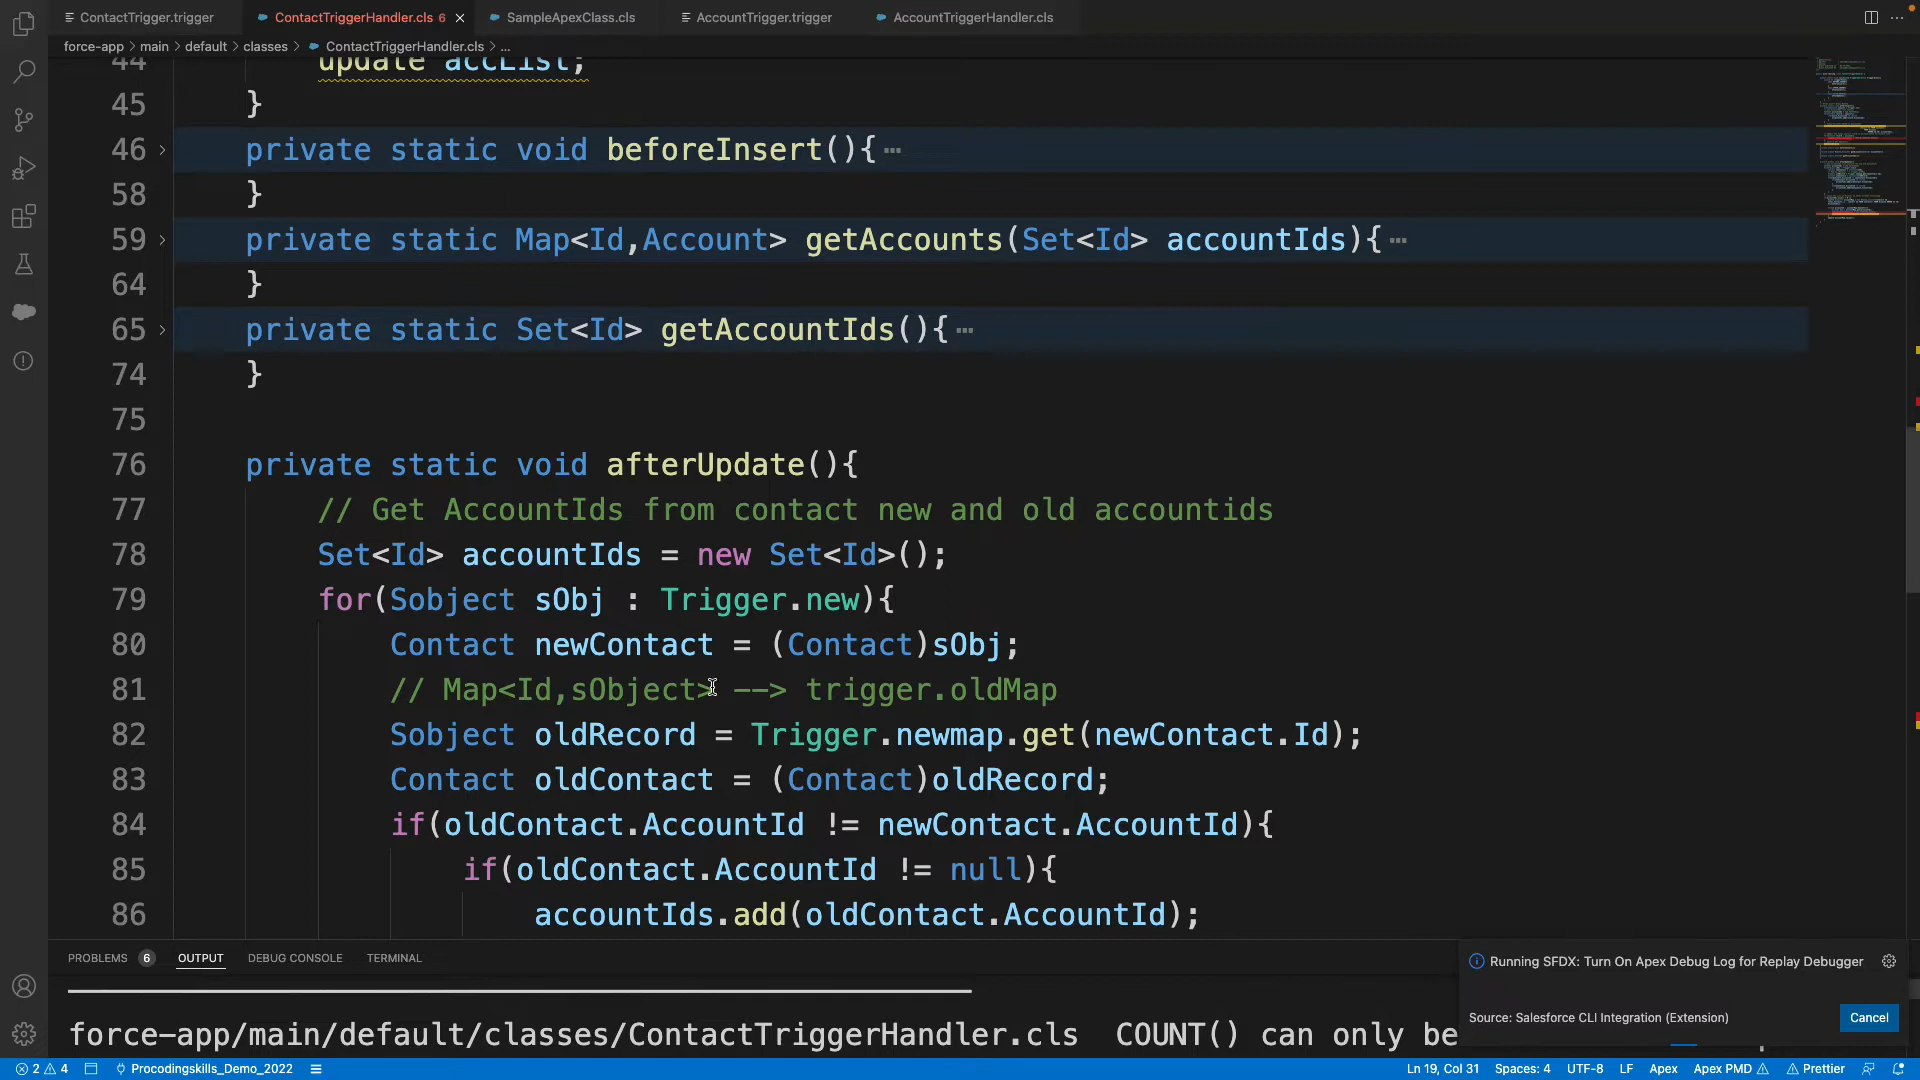 ContactTrigger.trigger
ContactTriggerHandler.cls 6
SampleApexClass.cls
AccountTrigger.trigger
AccountTriggerHandler.cls
force-app > main > default > classes > ContactTriggerHandler.cls > ...
44 update accList;
45 }
46 private static void beforeInsert(){
58 }
59 private static Map<Id,Account> getAccounts(Set<Id> accountIds){
64 }
65 private static Set<Id> getAccountIds(){
74 }
75
76 private static void afterUpdate(){
77 // Get AccountIds from contact new and old accountids
78 Set<Id> accountIds = new Set<Id>();
79 for(Sobject sObj : Trigger.new){
80 Contact newContact = (Contact)sObj;
81 // Map<Id,sObject> --> trigger.oldMap
82 Sobject oldRecord = Trigger.newmap.get(newContact.Id);
83 Contact oldContact = (Contact)oldRecord;
84 if(oldContact.AccountId != newContact.AccountId){
85 if(oldContact.AccountId != null){
86 accountIds.add(oldContact.AccountId);
PROBLEMS 6 OUTPUT DEBUG CONSOLE TERMINAL
force-app/main/default/classes/ContactTriggerHandler.cls COUNT() can only be
Running SFDX: Turn On Apex Debug Log for Replay Debugger
Source: Salesforce CLI Integration (Extension)
Cancel
2 4 Procodingskills_Demo_2022
Ln 19, Col 31 Spaces: 4 UTF-8 LF Apex Apex PMD Prettier